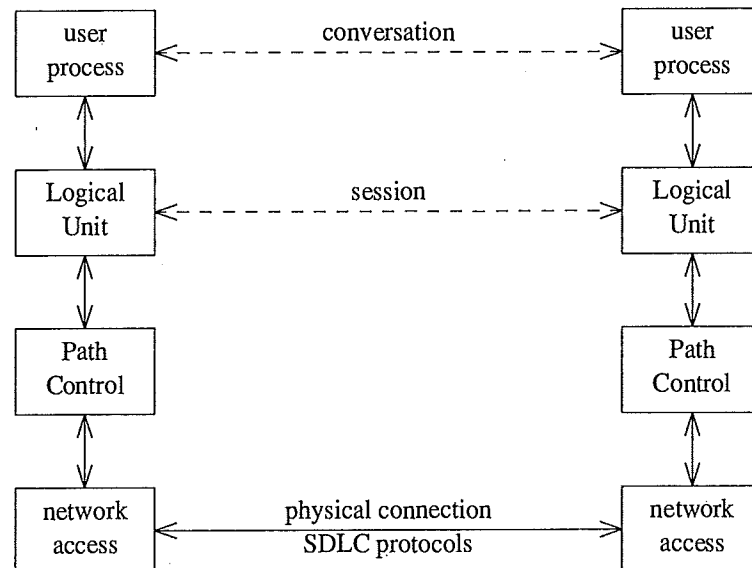 user
process
conversation
user
process
Logical
Unit
session
Logical
Unit
Path
Control
Path
Control
network
access
physical connection
SDLC protocols
network
access